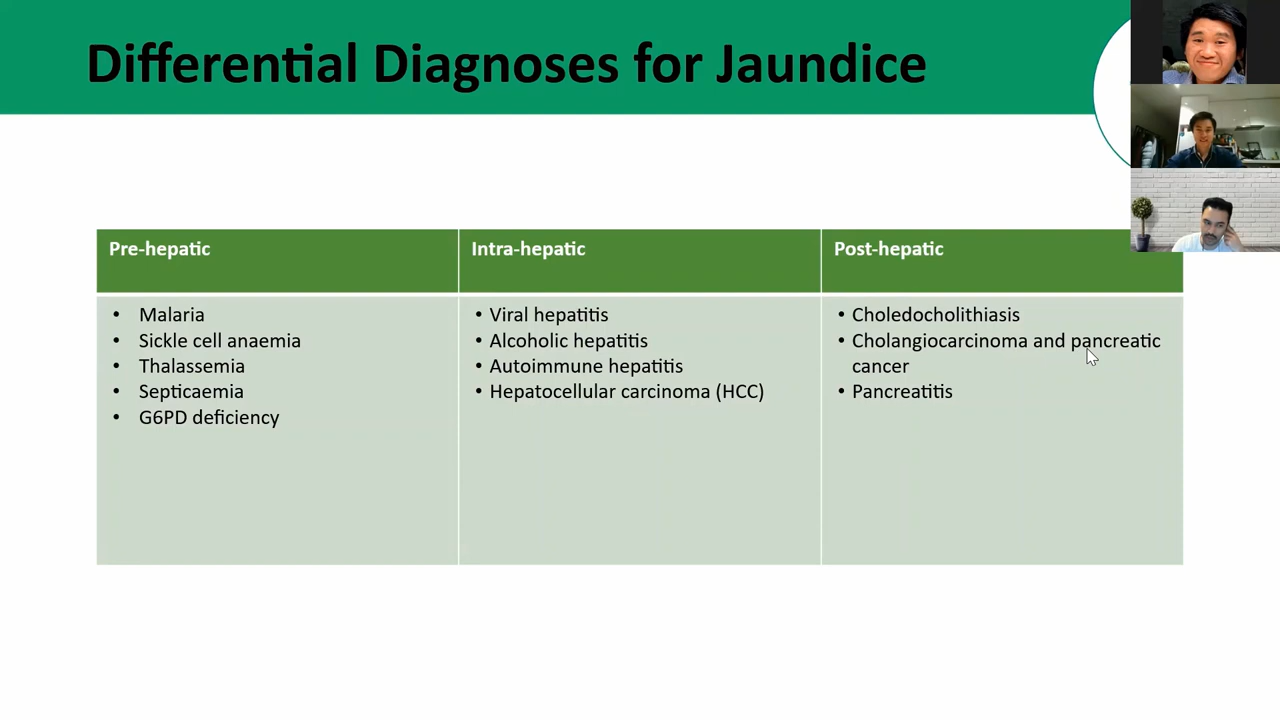 Differential Diagnoses for Jaundice
Pre-hepatic
Intra-hepatic
Post-hepatic
• Malaria
• Sickle cell anaemia
• Thalassemia
• Septicaemia
• G6PD deficiency
• Viral hepatitis
• Alcoholic hepatitis
• Autoimmune hepatitis
• Hepatocellular carcinoma (HCC)
• Choledocholithiasis
• Cholangiocarcinoma and pancreatic
cancer
• Pancreatitis